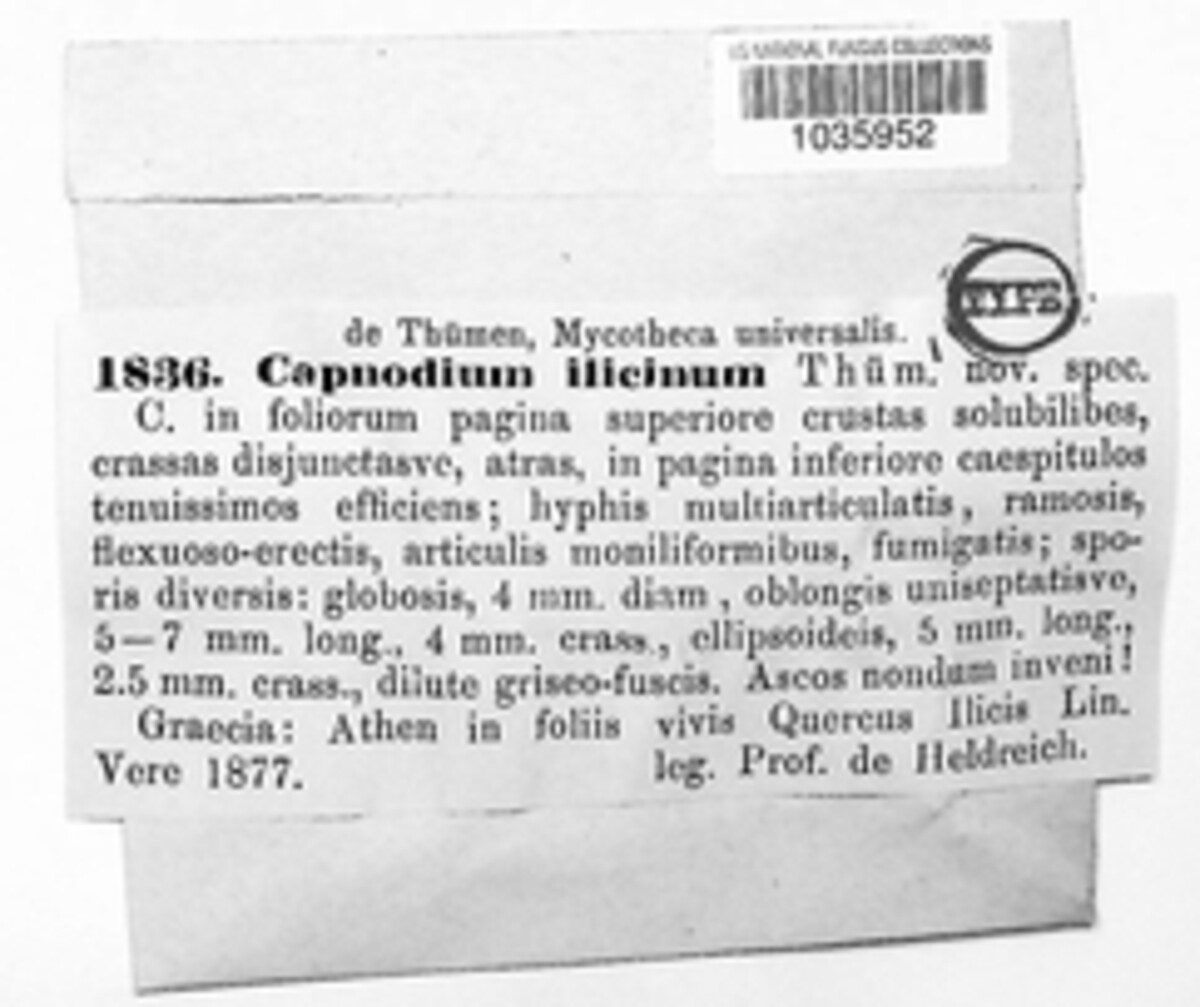 US NATIONAL FUNGUS COLLECTIONS
1035952
TYPE
de Thümen, Mycotheca universalis.
1836. Capnodium ilicinum Thüm. nov. spec.
C. in foliorum pagina superiore crustas solubilibes,
crassas disjunctasve, atras, in pagina inferiore caespitulos
tenuissimos efficiens; hyphis multiarticulatis, ramosis,
flexuoso-erectis, articulis moniliformibus, fumigatis; spo-
ris diversis: globosis, 4 mm. diam, oblongis uniseptatisve,
5—7 mm. long., 4 mm. crass., ellipsoideis, 5 mm. long.,
2.5 mm. crass., dilute griseo-fuscis. Ascos nondum inveni!
Graecia: Athen in foliis vivis Quercus Ilicis Lin.
Vere 1877. leg. Prof. de Heldreich.